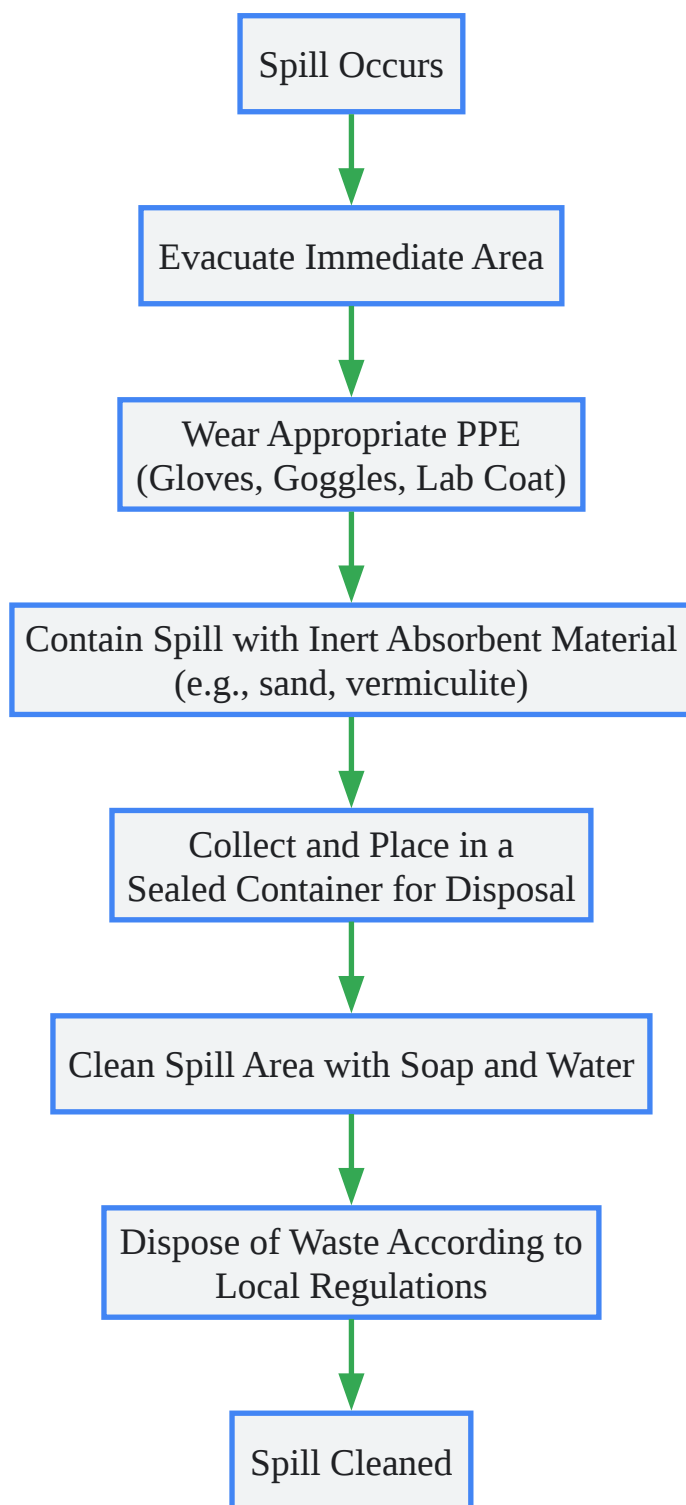 Spill Occurs
Evacuate Immediate Area
Wear Appropriate PPE
(Gloves, Goggles, Lab Coat)
Contain Spill with Inert Absorbent Material
(e.g., sand, vermiculite)
Collect and Place in a
Sealed Container for Disposal
Clean Spill Area with Soap and Water
Dispose of Waste According to
Local Regulations
Spill Cleaned